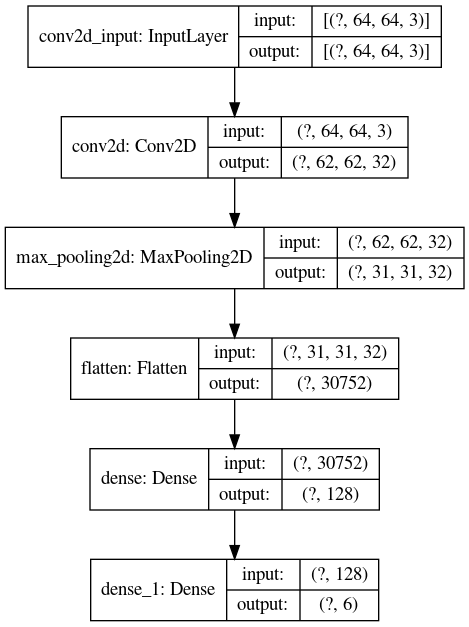 conv2d_input: InputLayer
input: [(?, 64, 64, 3)]
output: [(?, 64, 64, 3)]
conv2d: Conv2D
input: (?, 64, 64, 3)
output: (?, 62, 62, 32)
max_pooling2d: MaxPooling2D
input: (?, 62, 62, 32)
output: (?, 31, 31, 32)
flatten: Flatten
input: (?, 31, 31, 32)
output: (?, 30752)
dense: Dense
input: (?, 30752)
output: (?, 128)
dense_1: Dense
input: (?, 128)
output: (?, 6)